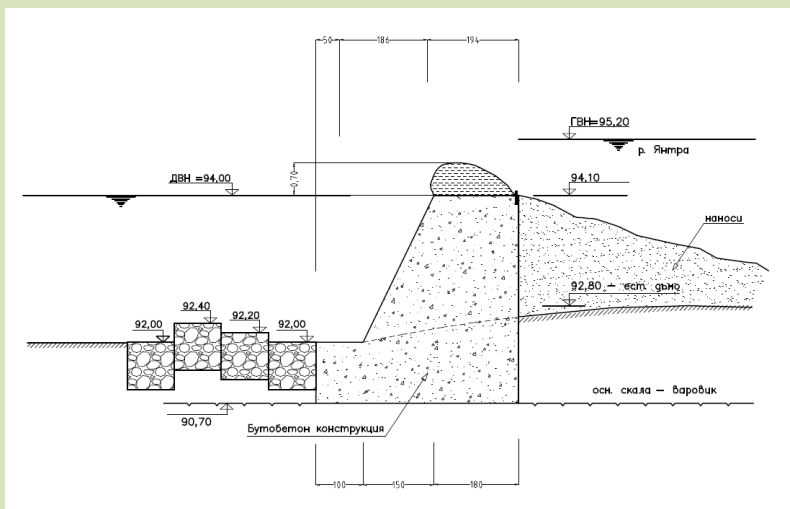 50 186 194
ГВН=95,20
р. Янтра
ДВН =94,00
0,70
94,10
наноси
92,80 - ест. дъно
92,40
92,20
92,00
92,00
осн. скала - варовик
90,70
Бутобетон конструкция
100 150 180